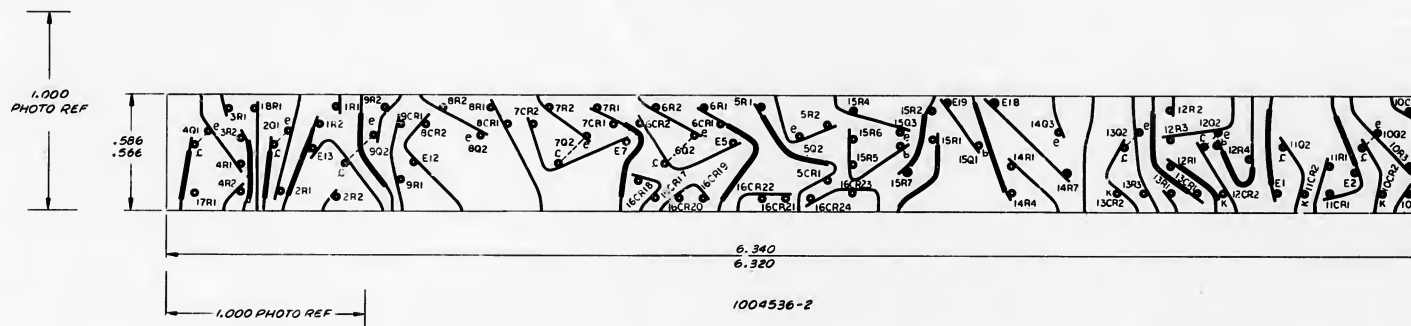 1.000
PHOTO REF
.586
.566
3R1
18R1
1R1
9R2
8R2
8R1
7R2
7R1
6R2
6R1
5R1
15R4
15R2
E19
E18
12R2
10C
4Q1
e
3R2
2Q1
e
1R2
e
9CR1
8CR2
e
7CR2
7CR1
6CR2
6CR1
5R2
15R6
15Q3
14Q3
e
13Q2
e
12R3
12Q2
e
10Q2
c
c
E13
9Q2
E12
8Q2
7Q2
e
E7
6Q2
e
E5
e
5Q2
15R5
e
b
15R1
15Q1
b
c
c
b
11Q2
c
e
c
10R3
4R1
c
c
c
12R1
12R4
11R1
4R2
2R1
2R2
9R1
16CR18
16CR17
16CR19
5CR1
15R7
14R1
14R7
13R3
13R1
13CR1
E1
11CR2
E2
10CR2
17R1
16CR20
16CR22
16CR21
16CR23
16CR24
14R4
K
13CR2
K
12CR2
K
11CR1
K
10
6.340
6.320
1.000 PHOTO REF
1004536-2